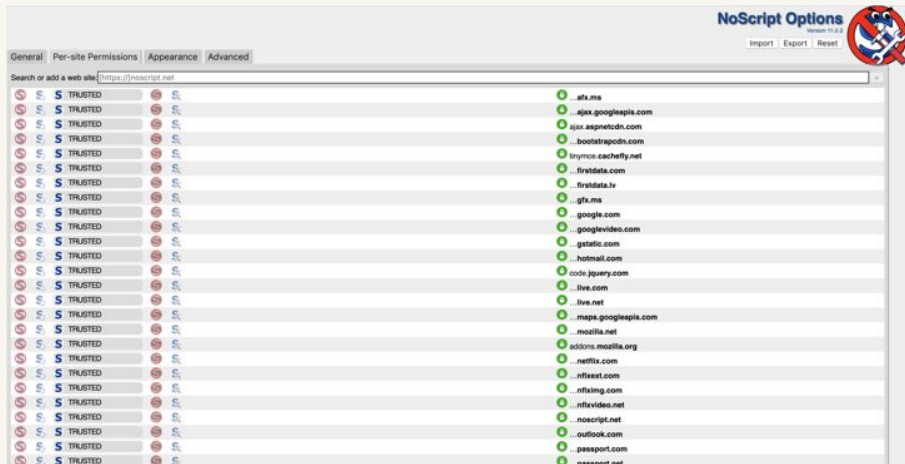 NoScript Options
Version 11.0.2
Import Export Reset
General Per-site Permissions Appearance Advanced
Search or add a web site: [https://]noscript.net
TRUSTED ...afx.ms
TRUSTED ...ajax.googleapis.com
TRUSTED ajax.aspnetcdn.com
TRUSTED ...bootstrapcdn.com
TRUSTED tinymce.cachefly.net
TRUSTED ...firstdata.com
TRUSTED ...firstdata.lv
TRUSTED ...gfx.ms
TRUSTED ...google.com
TRUSTED ...googlevideo.com
TRUSTED ...gstatic.com
TRUSTED ...hotmail.com
TRUSTED code.jquery.com
TRUSTED ...live.com
TRUSTED ...live.net
TRUSTED ...maps.googleapis.com
TRUSTED ...mozilla.net
TRUSTED addons.mozilla.org
TRUSTED ...netflix.com
TRUSTED ...nflxext.com
TRUSTED ...nflximg.com
TRUSTED ...nflxvideo.net
TRUSTED ...noscript.net
TRUSTED ...outlook.com
TRUSTED ...passport.com
TRUSTED ...passport.net